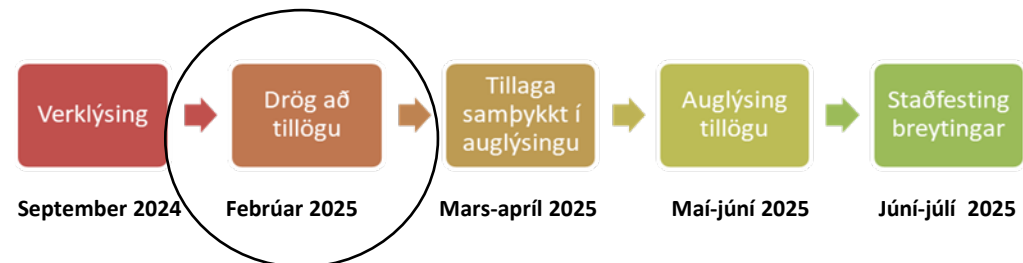 Verklýsing
Drög að
tillögu
Tillaga
samþykkt í
auglýsingu
Auglýsing
tillögu
Staðfesting
breytingar
September 2024
Febrúar 2025
Mars-apríl 2025
Maí-júní 2025
Júní-júlí 2025